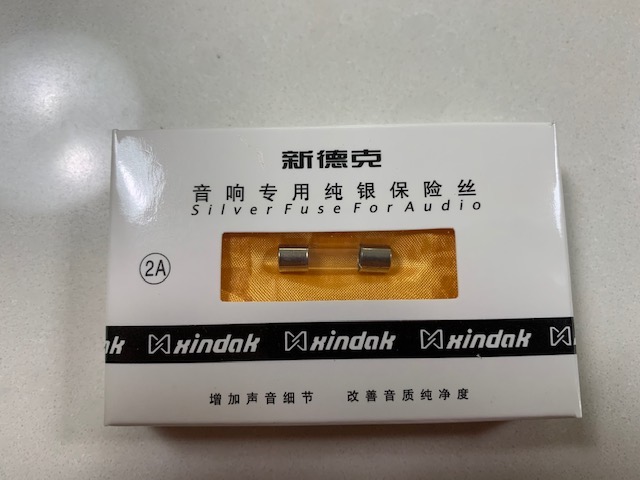 新德克
音响专用纯银保险丝
Silver Fuse For Audio
2A
xindak xindak xindak
增加声音细节 改善音质纯净度